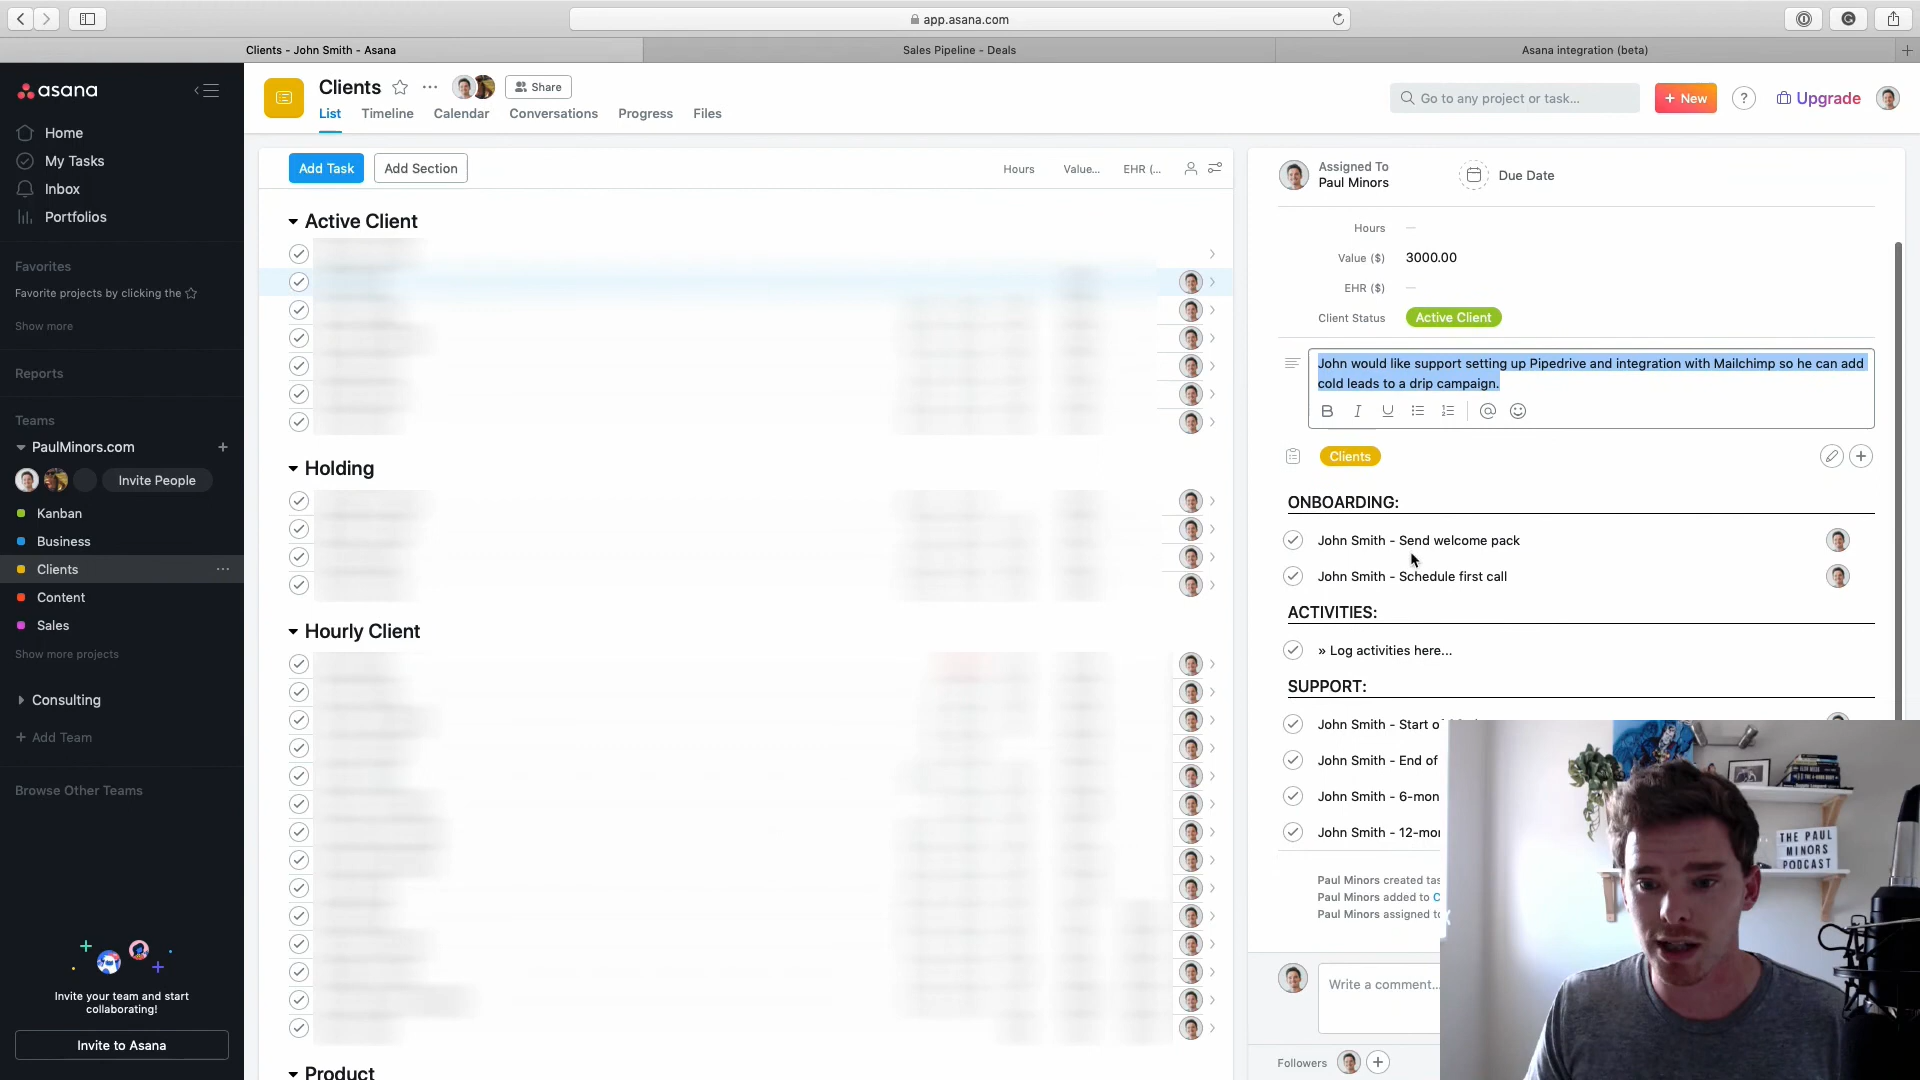 app.asana.com
Clients - John Smith - Asana
Sales Pipeline - Deals
Asana integration (beta)
asana
Home
My Tasks
Inbox
Portfolios
Favorites
Favorite projects by clicking the
Show more
Reports
Teams
PaulMinors.com
Invite People
Kanban
Business
Clients
Content
Sales
Show more projects
Consulting
+ Add Team
Browse Other Teams
Invite your team and start
collaborating!
Invite to Asana
Clients
Share
List Timeline Calendar Conversations Progress Files
Go to any project or task...
+ New
?
Upgrade
Add Task
Add Section
Hours Value... EHR (...
Active Client
Holding
Hourly Client
Product
Assigned To
Paul Minors
Due Date
Hours —
Value ($) 3000.00
EHR ($) —
Client Status Active Client
John would like support setting up Pipedrive and integration with Mailchimp so he can add
cold leads to a drip campaign.
B I U
Clients
ONBOARDING:
John Smith - Send welcome pack
John Smith - Schedule first call
ACTIVITIES:
» Log activities here...
SUPPORT:
John Smith - Start o
John Smith - End of
John Smith - 6-mon
John Smith - 12-mon
Paul Minors created tas
Paul Minors added to C
Paul Minors assigned to
Write a comment...
Followers
THE PAUL
MINORS
PODCAST